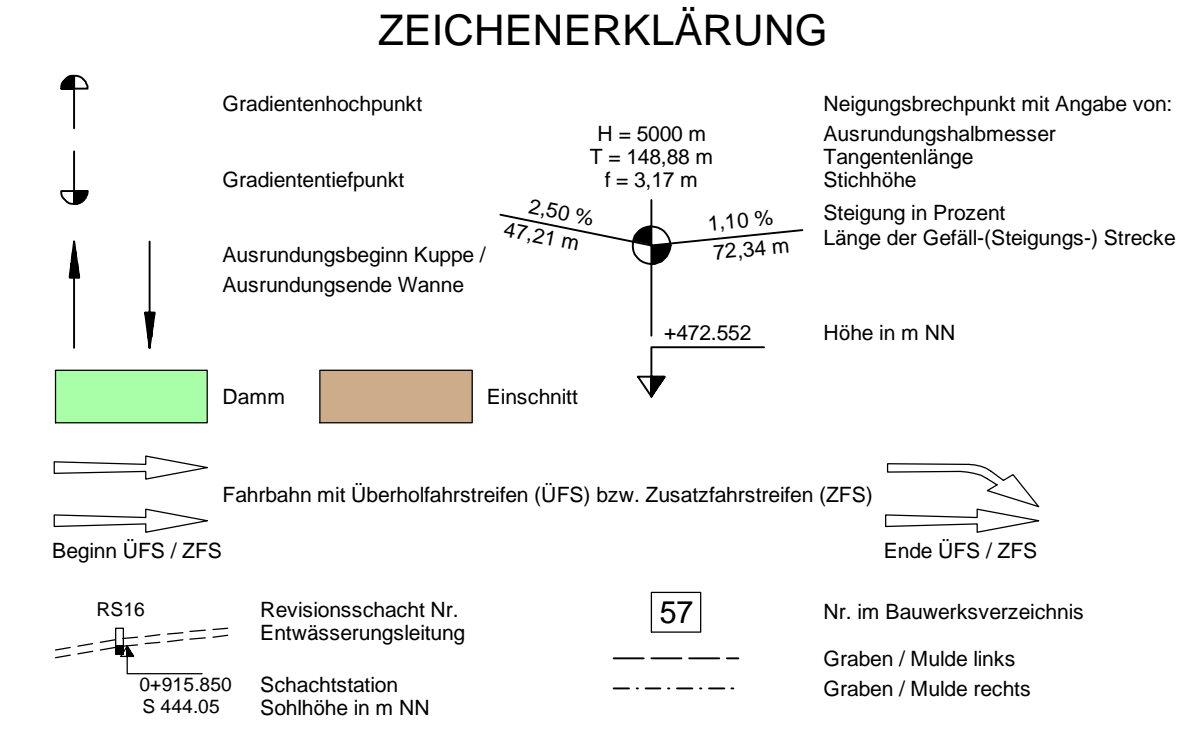 ZEICHENERKLÄRUNG
Gradientenhochpunkt
Gradiententiefpunkt
Ausrundungsbeginn Kuppe /
Ausrundungsende Wanne
H = 5000 m
T = 148,88 m
f = 3,17 m
2,50 %
47,21 m
1,10 %
72,34 m
+472.552
Neigungsbrechpunkt mit Angabe von:
Ausrundungshalbmesser
Tangentenlänge
Stichhöhe
Steigung in Prozent
Länge der Gefäll-(Steigungs-) Strecke
Höhe in m NN
Damm
Einschnitt
Fahrbahn mit Überholfahrstreifen (ÜFS) bzw. Zusatzfahrstreifen (ZFS)
Beginn ÜFS / ZFS
Ende ÜFS / ZFS
RS16
Revisionsschacht Nr.
Entwässerungsleitung
0+915.850
S 444.05
Schachtstation
Sohlhöhe in m NN
57
Nr. im Bauwerksverzeichnis
Graben / Mulde links
Graben / Mulde rechts